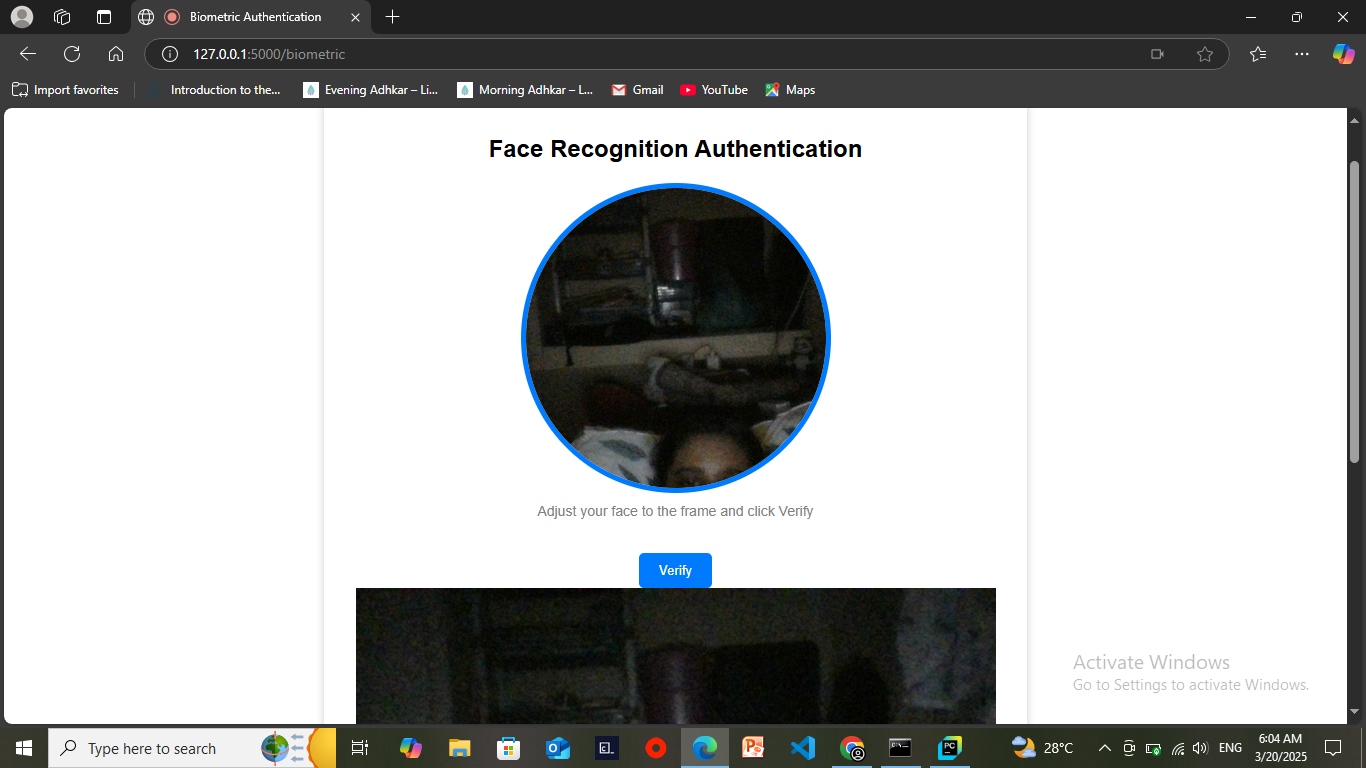 Biometric Authentication
127.0.0.1:5000/biometric
Import favorites
Introduction to the...
Evening Adhkar – Li...
Morning Adhkar – L...
Gmail
YouTube
Maps
Face Recognition Authentication
Adjust your face to the frame and click Verify
Verify
Activate Windows
Go to Settings to activate Windows.
Type here to search
28°C
ENG
6:04 AM
3/20/2025